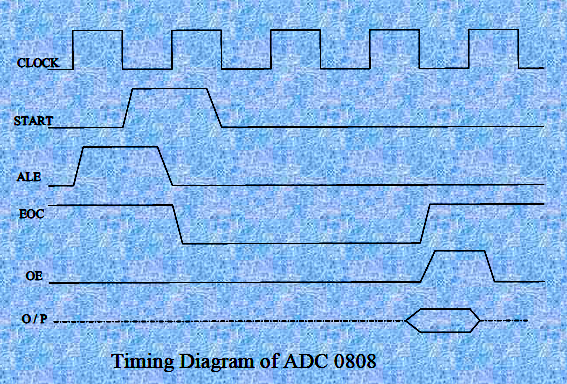 CLOCK
START
ALE
EOC
OE
O / P
Timing Diagram of ADC 0808